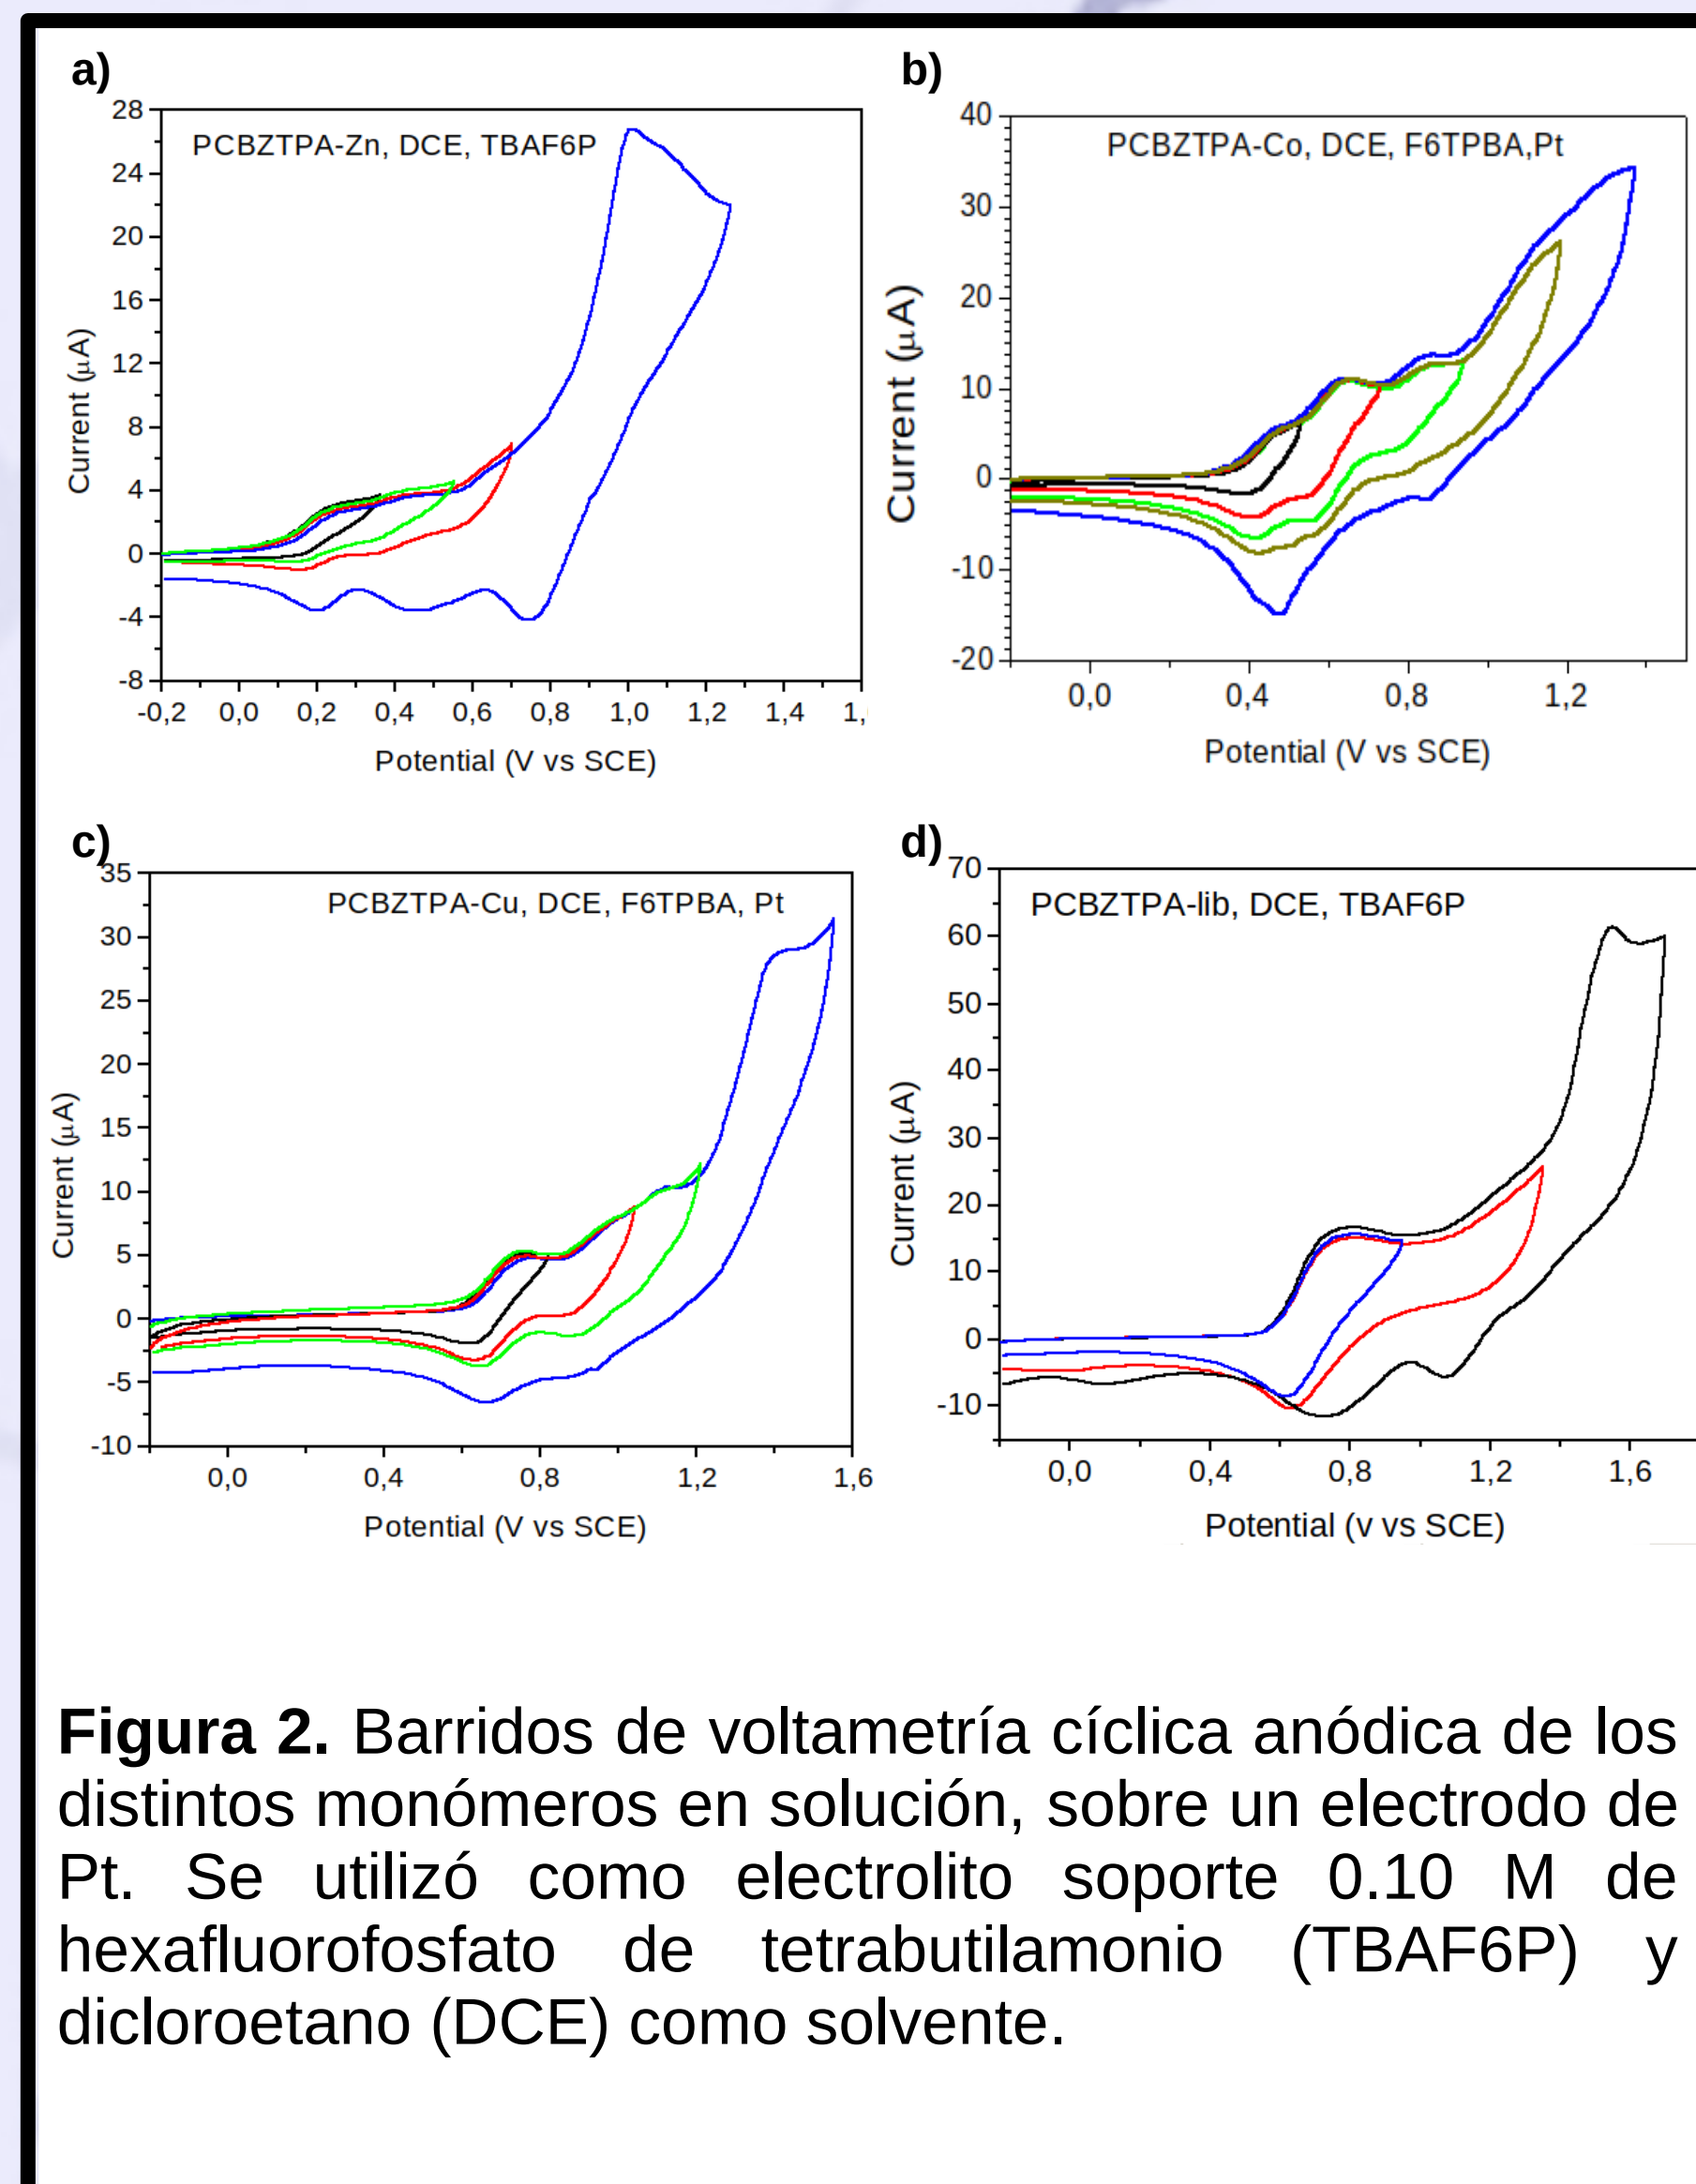 a)
PCBZTPA-Zn, DCE, TBAF6P
28
24
20
16
12
8
4
0
-4
-8
Current (µA)
-0,2 0,0 0,2 0,4 0,6 0,8 1,0 1,2 1,4 1,
Potential (V vs SCE)
b)
PCBZTPA-Co, DCE, F6TPBA,Pt
40
30
20
10
0
-10
-20
Current (µA)
0,0 0,4 0,8 1,2
Potential (V vs SCE)
c)
PCBZTPA-Cu, DCE, F6TPBA, Pt
35
30
25
20
15
10
5
0
-5
-10
Current (µA)
0,0 0,4 0,8 1,2 1,6
Potential (V vs SCE)
d)
PCBZTPA-lib, DCE, TBAF6P
70
60
50
40
30
20
10
0
-10
Current (µA)
0,0 0,4 0,8 1,2 1,6
Potential (v vs SCE)
Figura 2. Barridos de voltametría cíclica anódica de los
distintos monómeros en solución, sobre un electrodo de
Pt. Se utilizó como electrolito soporte 0.10 M de
hexafluorofosfato de tetrabutilamonio (TBAF6P) y
dicloroetano (DCE) como solvente.